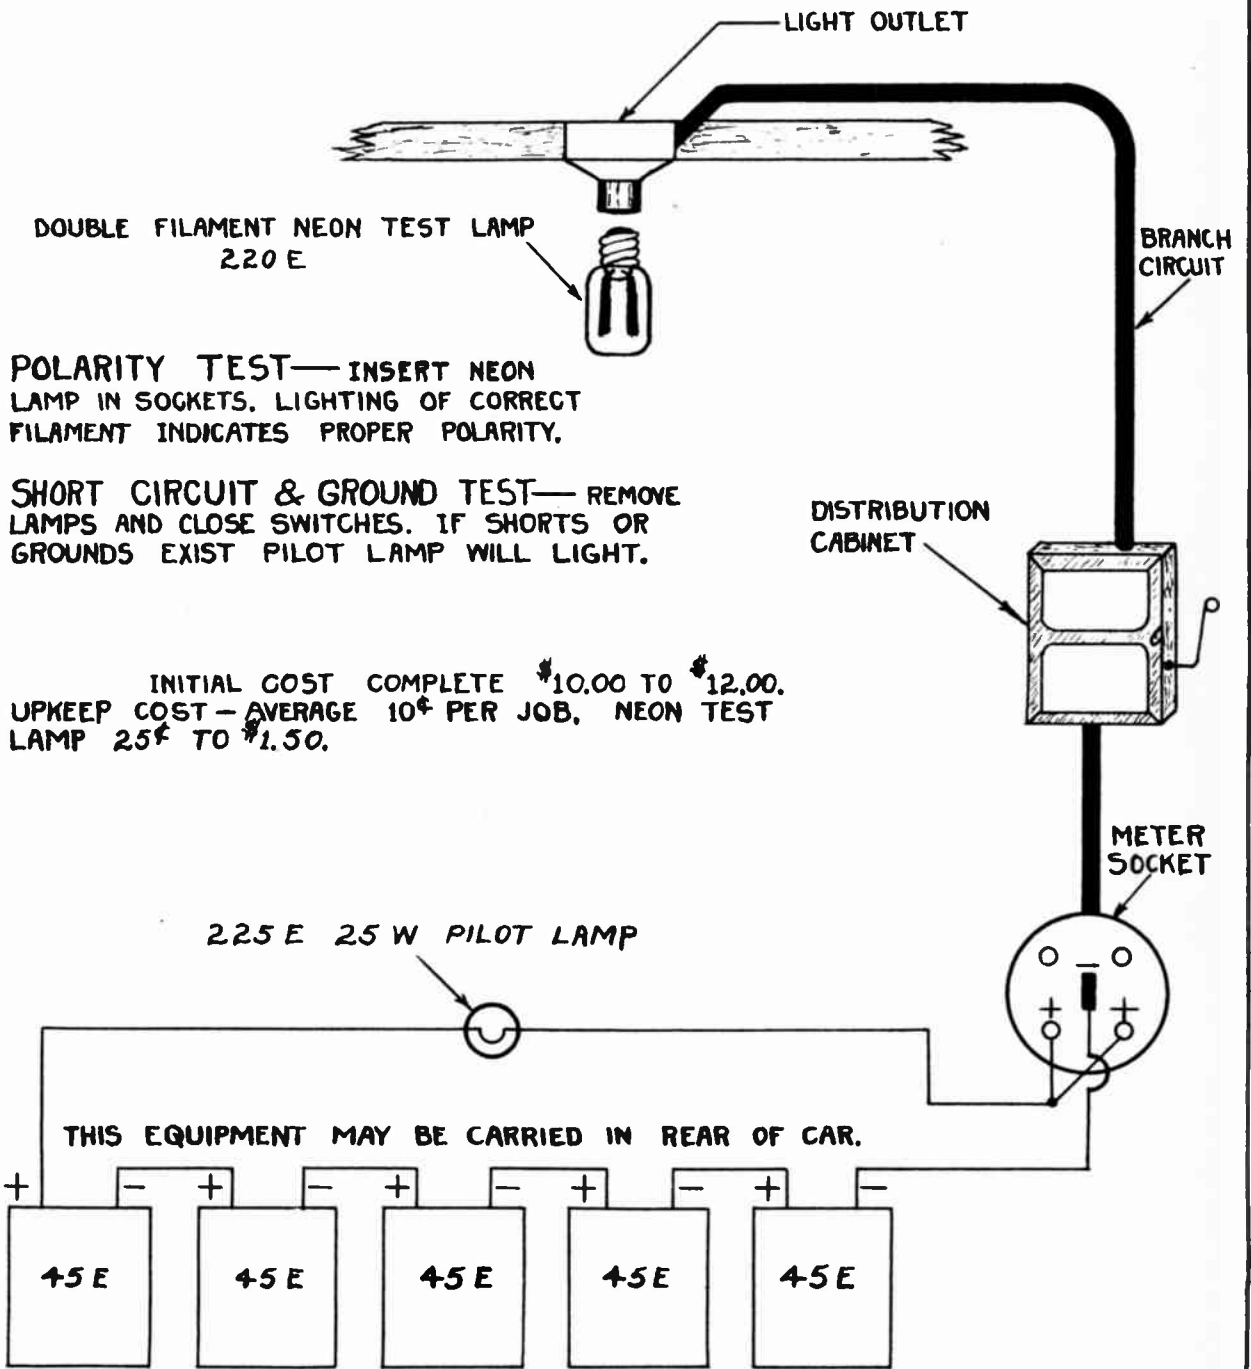 LIGHT OUTLET
DOUBLE FILAMENT NEON TEST LAMP
220 E
BRANCH
CIRCUIT
POLARITY TEST— INSERT NEON
LAMP IN SOCKETS. LIGHTING OF CORRECT
FILAMENT INDICATES PROPER POLARITY.
SHORT CIRCUIT & GROUND TEST— REMOVE
LAMPS AND CLOSE SWITCHES. IF SHORTS OR
GROUNDS EXIST PILOT LAMP WILL LIGHT.
DISTRIBUTION
CABINET
INITIAL COST COMPLETE $10.00 TO $12.00.
UPKEEP COST – AVERAGE 10¢ PER JOB. NEON TEST
LAMP 25¢ TO $1.50.
METER
SOCKET
225 E 25 W PILOT LAMP
–
+ +
THIS EQUIPMENT MAY BE CARRIED IN REAR OF CAR.
+ – + – + – + – + –
45 E 45 E 45 E 45 E 45 E